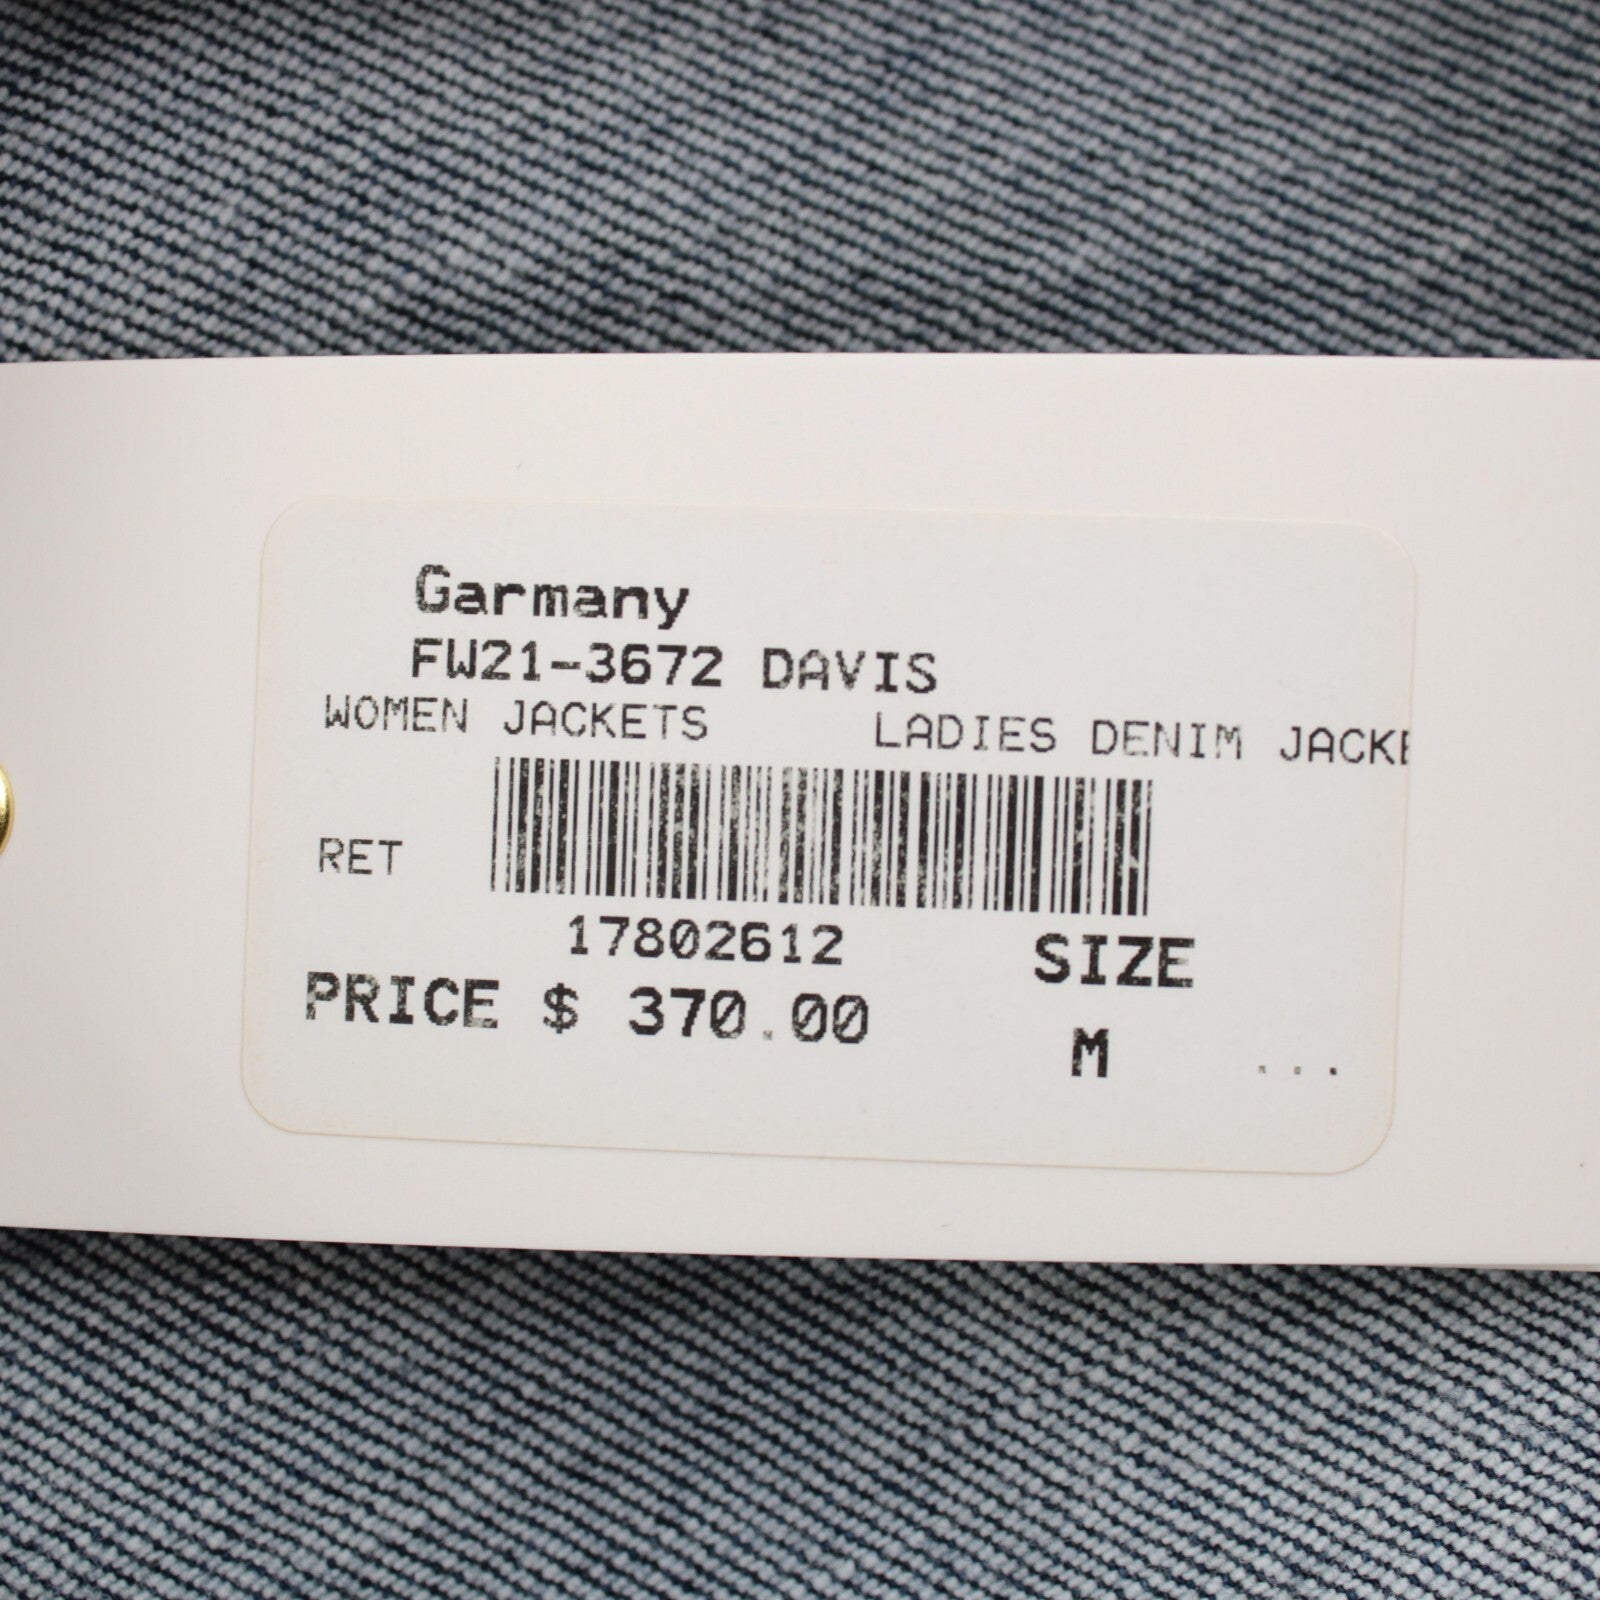 Garmany
FW21-3672 DAVIS
WOMEN JACKETS LADIES DENIM JACKE
RET
17802612
SIZE
PRICE $ 370.00
M ...